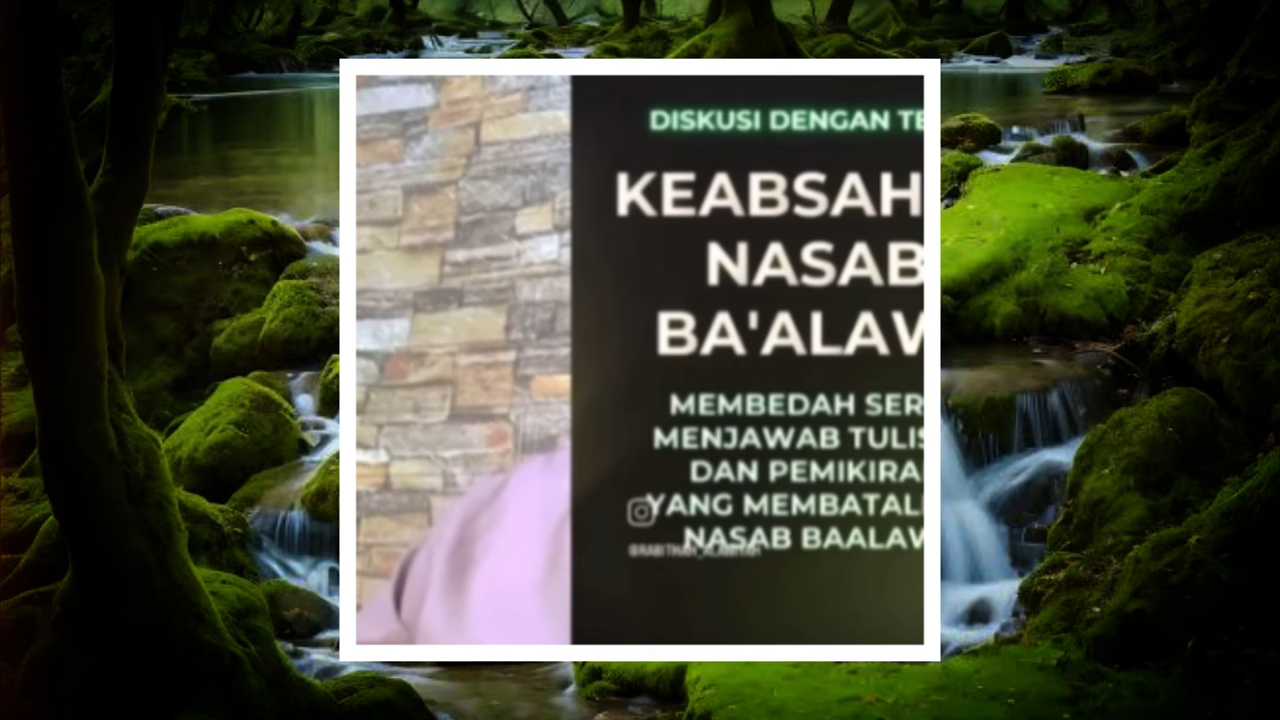 DISKUSI DENGAN TE
KEABSAH
NASAB
BA'ALAW
MEMBEDAH SER
MENJAWAB TULIS
DAN PEMIKIRA
YANG MEMBATAL
NASAB BAALAW